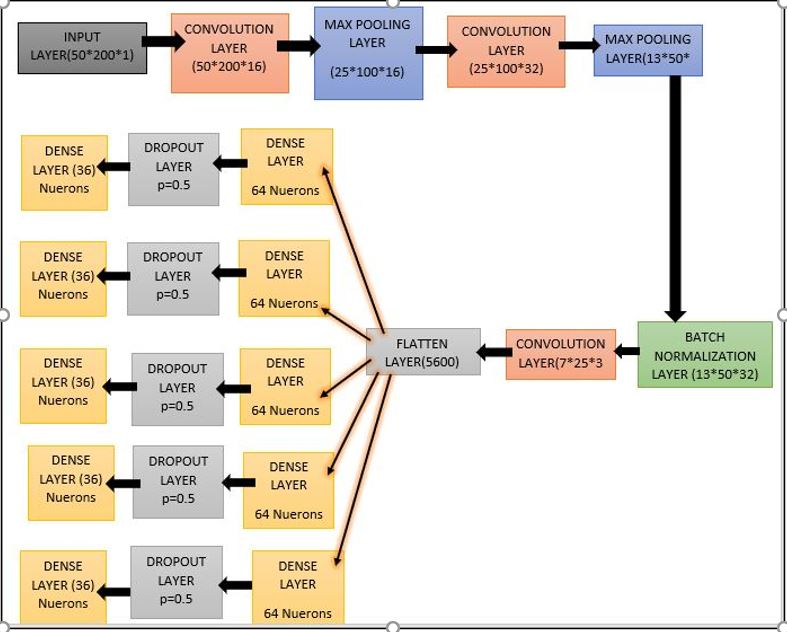 INPUT
LAYER(50*200*1)
CONVOLUTION
LAYER
(50*200*16)
MAX POOLING
LAYER
(25*100*16)
CONVOLUTION
LAYER
(25*100*32)
MAX POOLING
LAYER(13*50*
BATCH
NORMALIZATION
LAYER (13*50*32)
CONVOLUTION
LAYER(7*25*3
FLATTEN
LAYER(5600)
DENSE
LAYER
64 Nuerons
DROPOUT
LAYER
p=0.5
DENSE
LAYER (36)
Nuerons
DENSE
LAYER
64 Nuerons
DROPOUT
LAYER
p=0.5
DENSE
LAYER (36)
Nuerons
DENSE
LAYER
64 Nuerons
DROPOUT
LAYER
p=0.5
DENSE
LAYER (36)
Nuerons
DENSE
LAYER
64 Nuerons
DROPOUT
LAYER
p=0.5
DENSE
LAYER (36)
Nuerons
DENSE
LAYER
64 Nuerons
DROPOUT
LAYER
p=0.5
DENSE
LAYER (36)
Nuerons